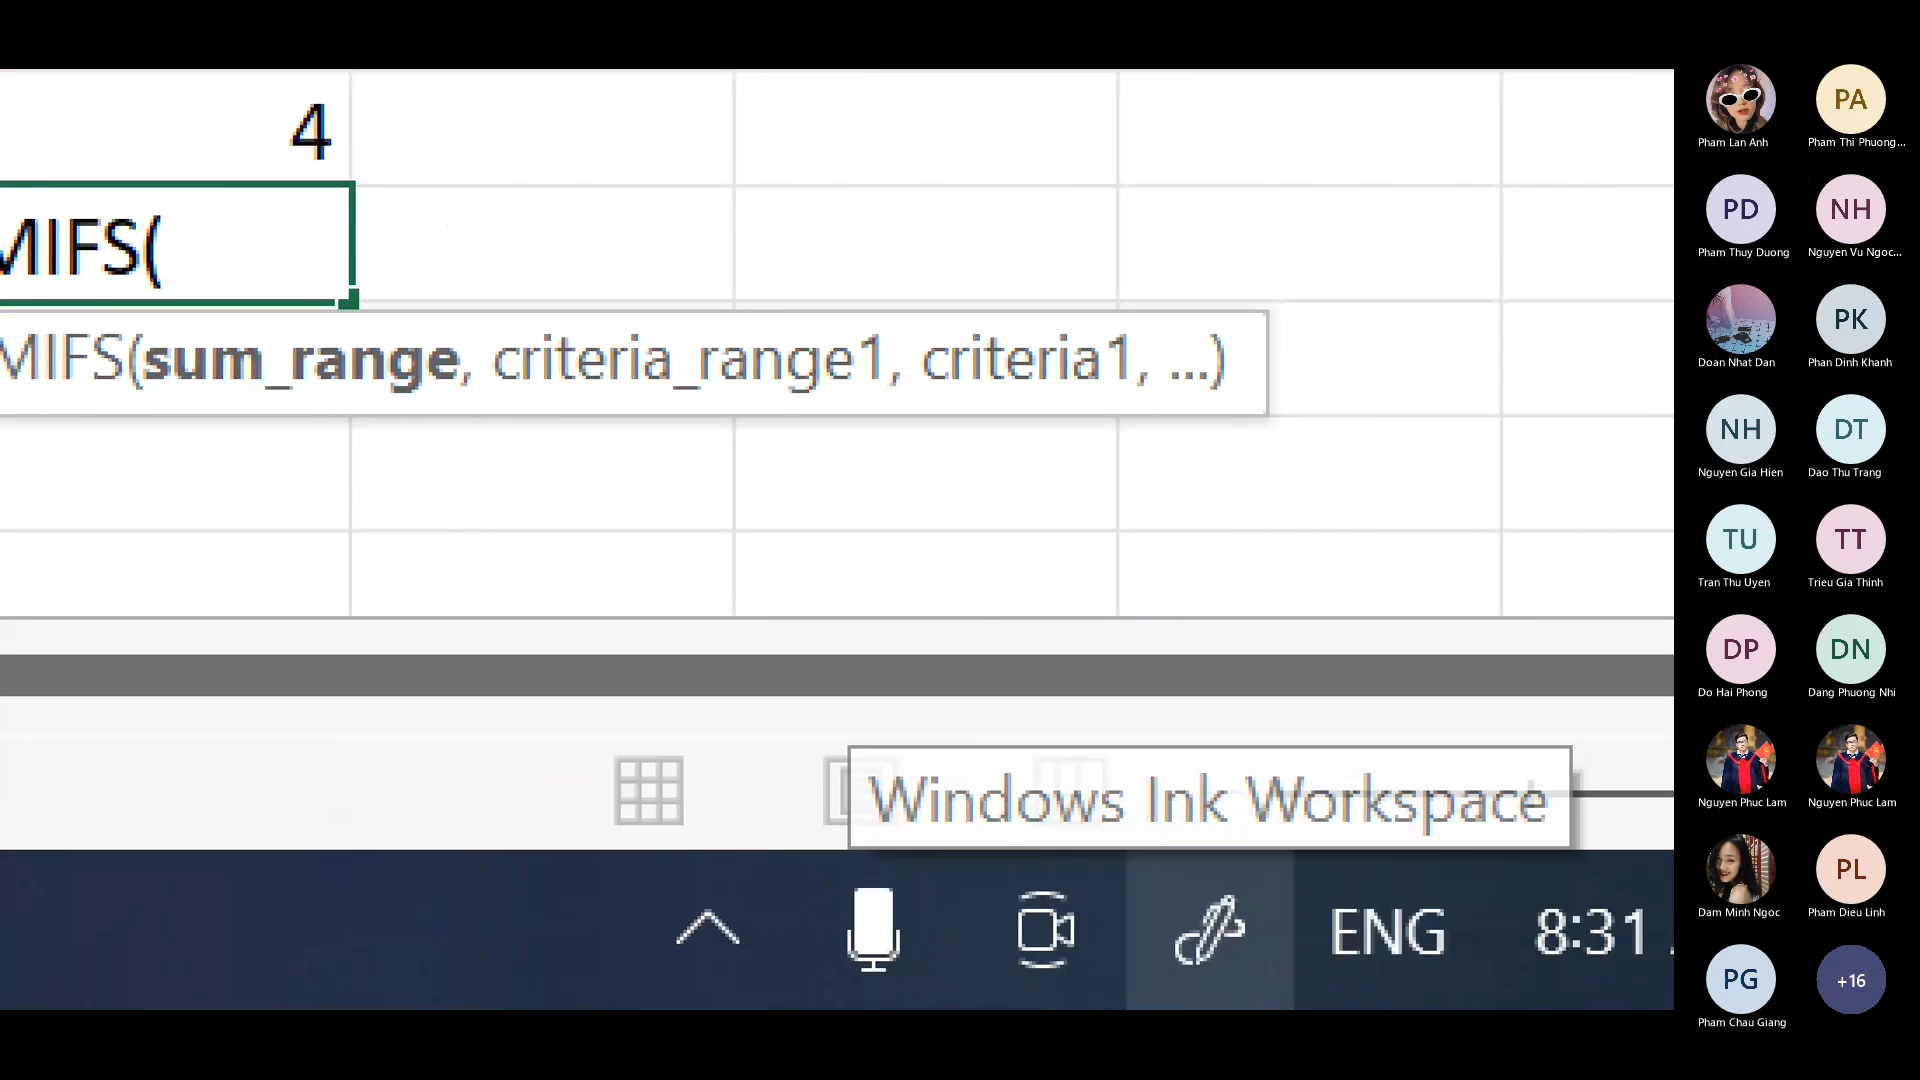 4
MIFS(
MIFS(sum_range, criteria_range1, criteria1, ...)
Windows Ink Workspace
ENG
8:31
Pham Lan Anh
PA
Pham Thi Phuong...
PD
Pham Thuy Duong
NH
Nguyen Vu Ngoc...
Doan Nhat Dan
PK
Phan Dinh Khanh
NH
Nguyen Gia Hien
DT
Dao Thu Trang
TU
Tran Thu Uyen
TT
Trieu Gia Thinh
DP
Do Hai Phong
DN
Dang Phuong Nhi
Nguyen Phuc Lam
Nguyen Phuc Lam
Dam Minh Ngoc
PL
Pham Dieu Linh
PG
Pham Chau Giang
+16